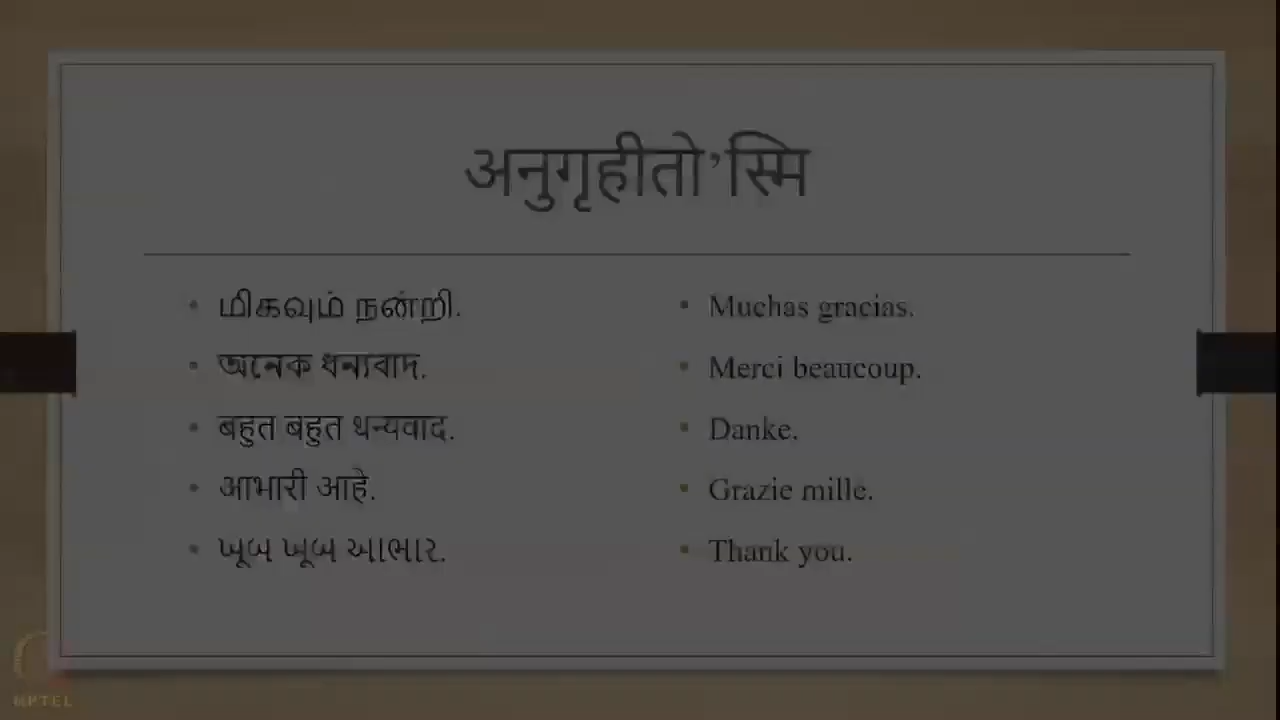 अनुगृहीतो’स्मि
மிகவும் நன்றி.
অনেক ধন্যবাদ.
बहुत बहुत धन्यवाद.
आभारी आहे.
ખૂબ ખૂબ આભાર.
Muchas gracias.
Merci beaucoup.
Danke.
Grazie mille.
Thank you.
NPTEL